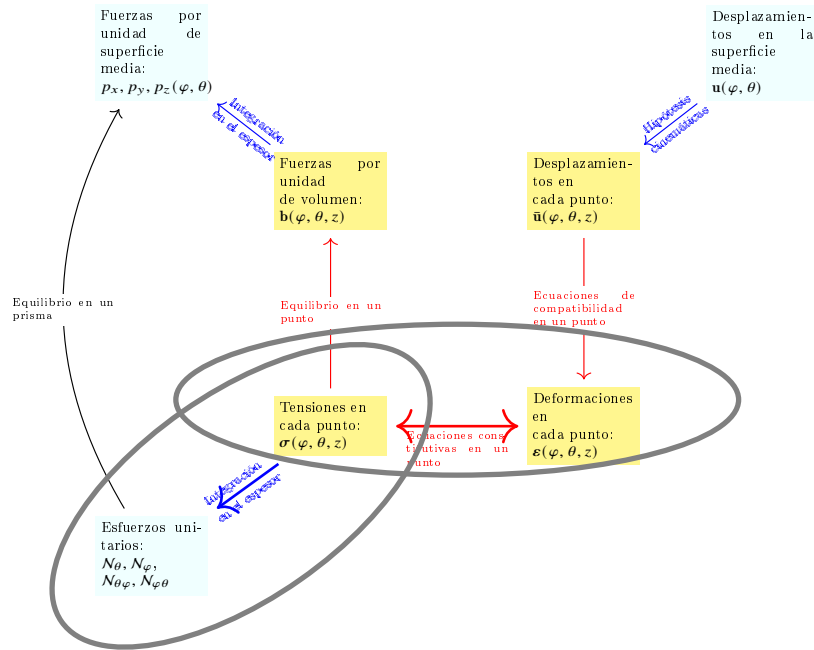 Fuerzas por
unidad de
superficie
media:
pₓ, p_y, p_z(φ, θ)
Desplazamien-
tos en la
superficie
media:
u(φ, θ)
Integración
en el espesor
Hipótesis
cinemáticas
Fuerzas por
unidad
de volumen:
b(φ, θ, z)
Desplazamien-
tos en
cada punto:
ū(φ, θ, z)
Equilibrio en un
prisma
Equilibrio en un
punto
Ecuaciones de
compatibilidad
en un punto
Tensiones en
cada punto:
σ(φ, θ, z)
Ecuaciones cons-
titutivas en un
punto
Deformaciones
en
cada punto:
ε(φ, θ, z)
Integración
en el espesor
Esfuerzos uni-
tarios:
N_θ, N_φ,
N_θφ, N_φθ